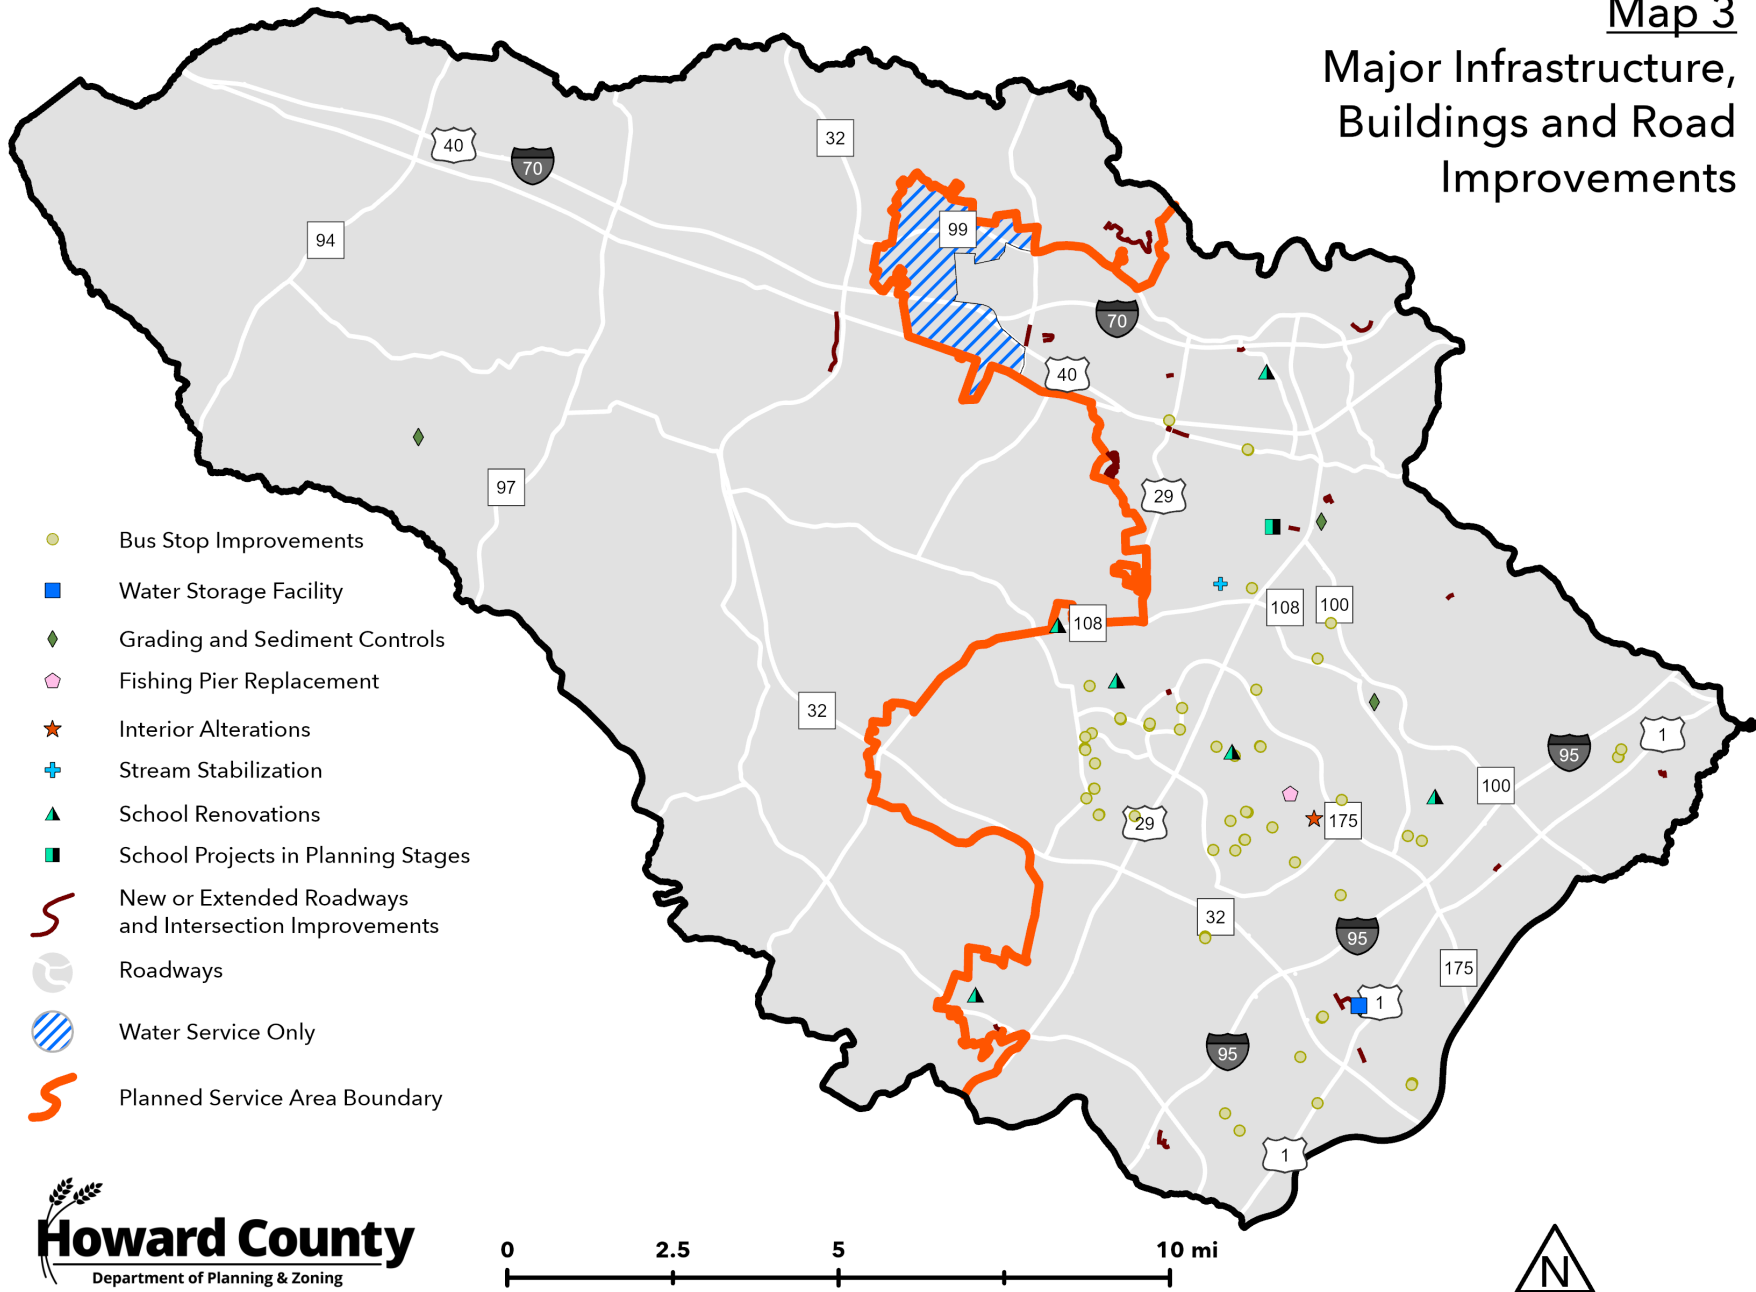 Map 3
Major Infrastructure,
Buildings and Road
Improvements
40
70
32
94
99
70
40
97
29
108
100
108
32
1
95
100
29
175
32
95
175
1
95
1
Bus Stop Improvements
Water Storage Facility
Grading and Sediment Controls
Fishing Pier Replacement
Interior Alterations
Stream Stabilization
School Renovations
School Projects in Planning Stages
New or Extended Roadways
and Intersection Improvements
Roadways
Water Service Only
Planned Service Area Boundary
Howard County
Department of Planning & Zoning
0 2.5 5 10 mi
N